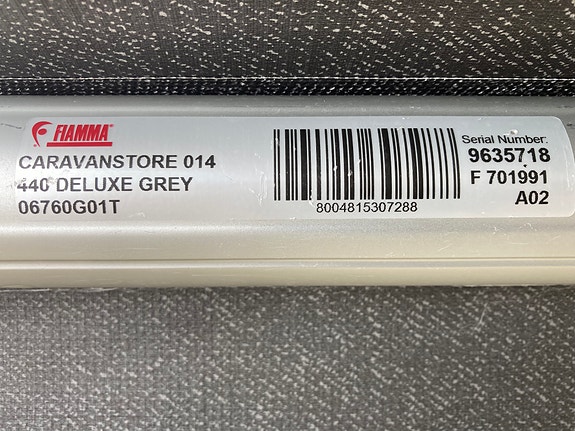 FIAMMA
CARAVANSTORE 014
440 DELUXE GREY
06760G01T
8004815307288
Serial Number:
9635718
F 701991
A02